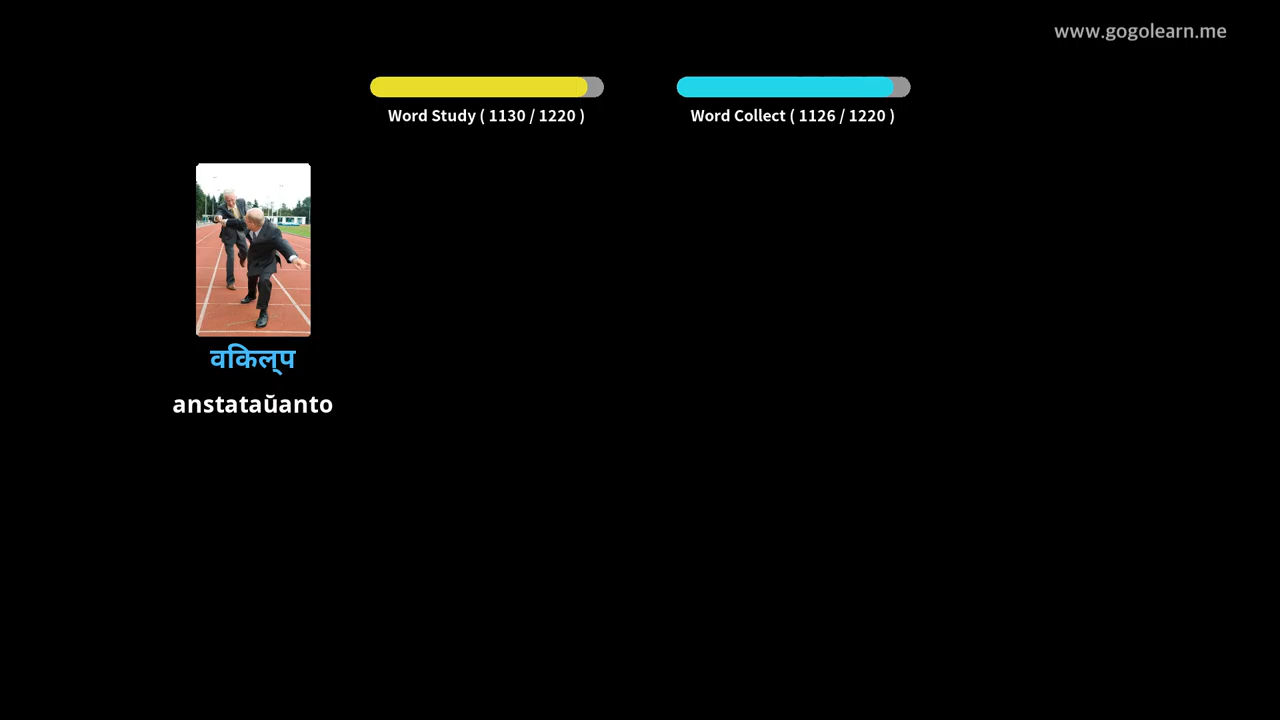 www.gogolearn.me
Word Study ( 1130 / 1220 )
Word Collect ( 1126 / 1220 )
वकिल्प
anstataŭanto